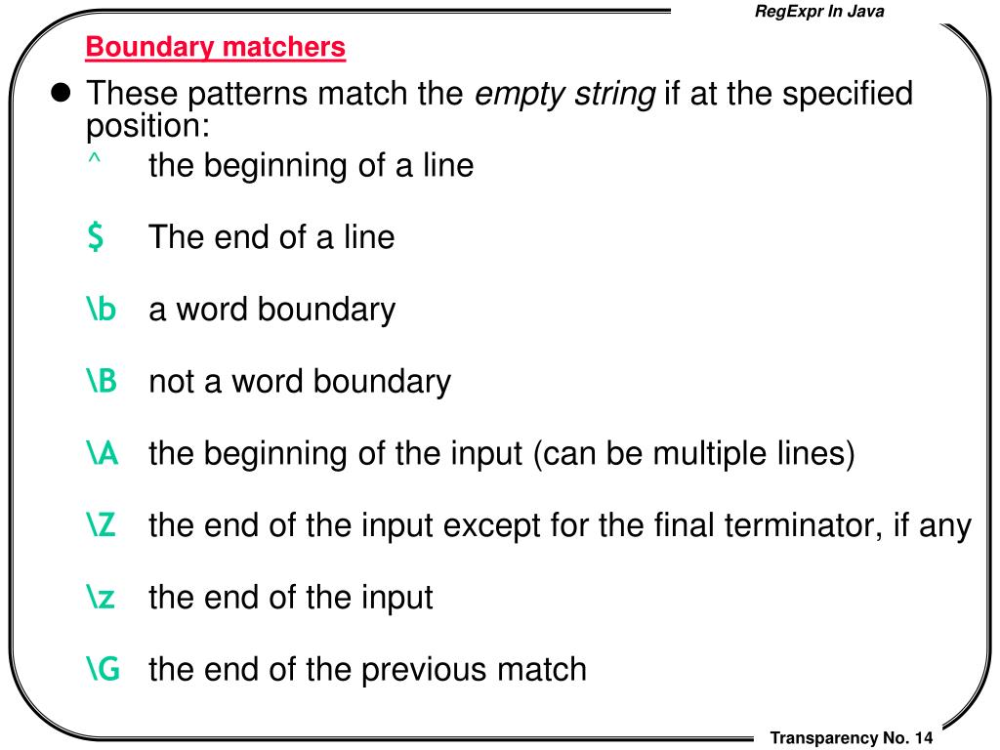 RegExpr In Java
Boundary matchers
● These patterns match the empty string if at the specified
position:
^ the beginning of a line
$ The end of a line
\b a word boundary
\B not a word boundary
\A the beginning of the input (can be multiple lines)
\Z the end of the input except for the final terminator, if any
\z the end of the input
\G the end of the previous match
Transparency No. 14